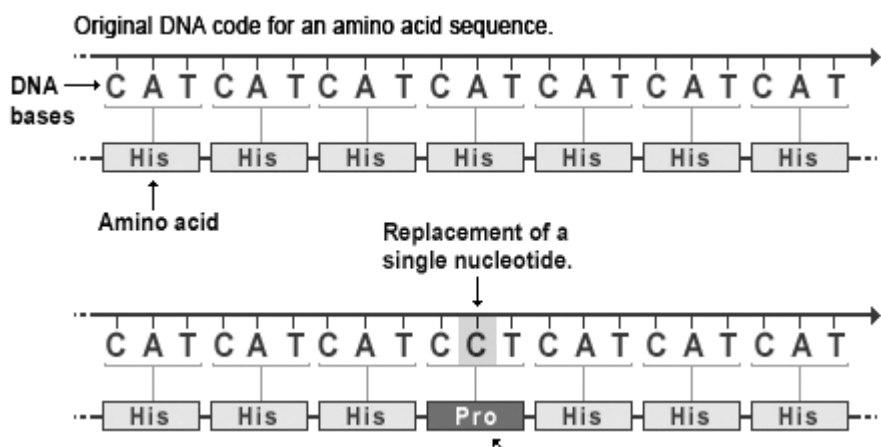 Original DNA code for an amino acid sequence.
DNA bases
C A T C A T C A T C A T C A T C A T C A T
His His His His His His His
Amino acid
Replacement of a
single nucleotide.
C A T C A T C A T C C T C A T C A T C A T
His His His Pro His His His